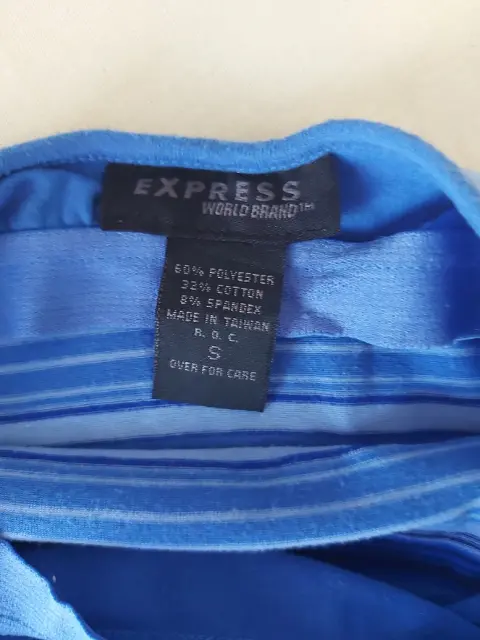 EXPRESS
WORLD BRAND™
60% POLYESTER
32% COTTON
8% SPANDEX
MADE IN TAIWAN
R. O. C.
S
OVER FOR CARE